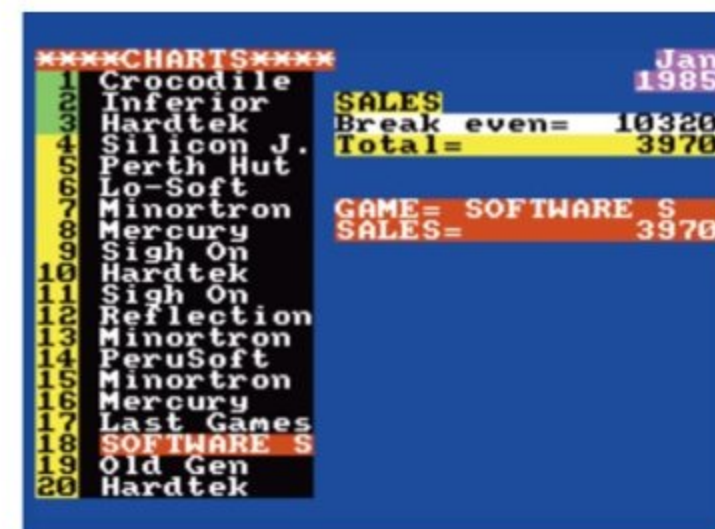 ****CHARTS****
1 Crocodile
2 Inferior
3 Hardtek
4 Silicon J.
5 Perth Hut
6 Lo-Soft
7 Minortron
8 Mercury
9 Sigh On
10 Hardtek
11 Sigh On
12 Reflection
13 Minortron
14 PeruSoft
15 Minortron
16 Mercury
17 Last Games
18 SOFTWARE S
19 Old Gen
20 Hardtek
Jan
1985
SALES
Break even= 10320
Total= 3970
GAME= SOFTWARE S
SALES= 3970